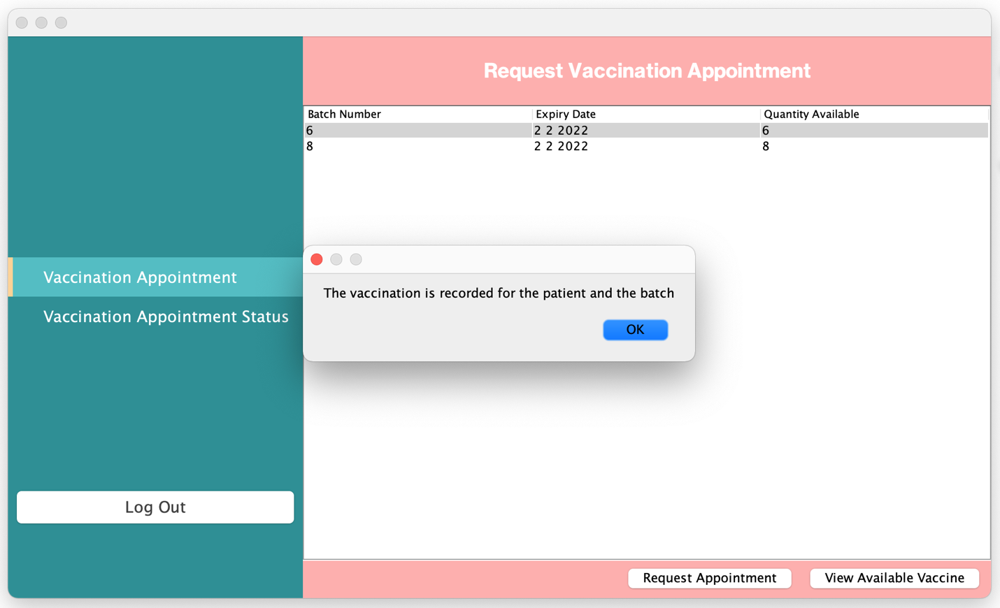 Request Vaccination Appointment
Batch Number Expiry Date Quantity Available
6 2 2 2022 6
8 2 2 2022 8
Vaccination Appointment
Vaccination Appointment Status
The vaccination is recorded for the patient and the batch
OK
Log Out
Request Appointment View Available Vaccine